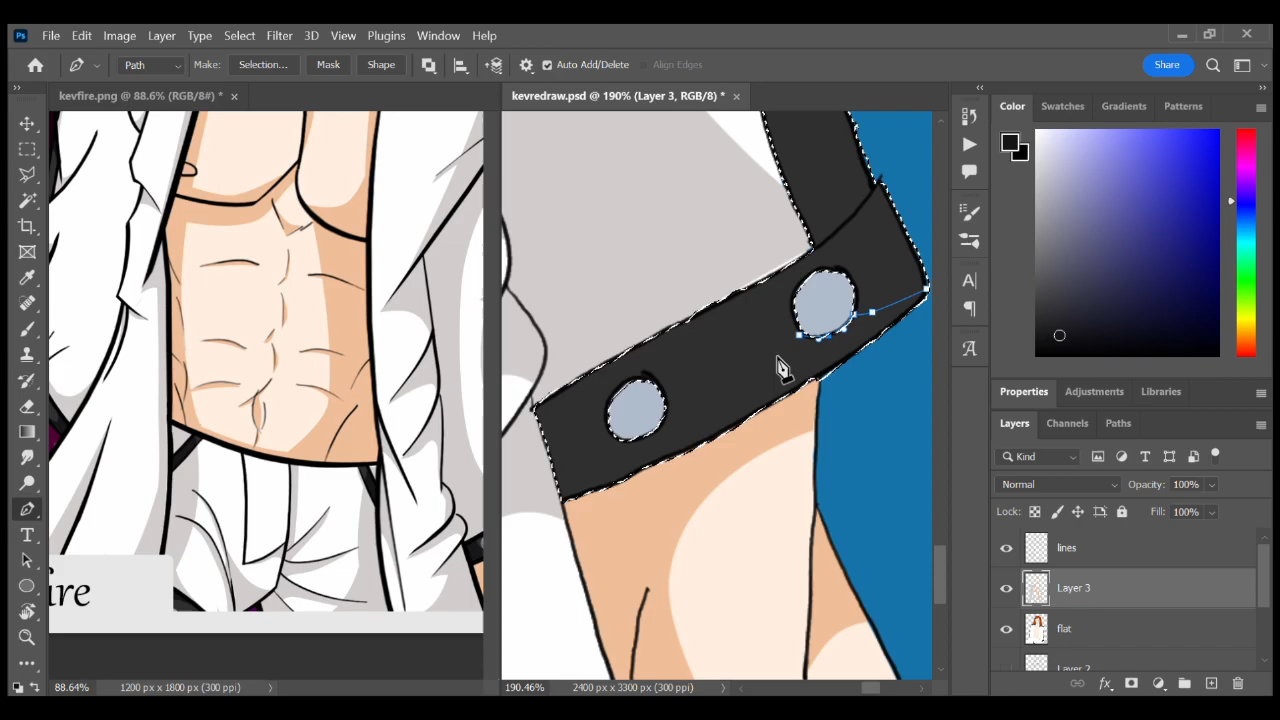 Ps File Edit Image Layer Type Select Filter 3D View Plugins Window Help
Path Make: Selection... Mask Shape Auto Add/Delete Align Edges Share
kevfire.png @ 88.6% (RGB/8#) * kevredraw.psd @ 190% (Layer 3, RGB/8) *
Color Swatches Gradients Patterns
Properties Adjustments Libraries
Layers Channels Paths
Kind
Normal Opacity: 100%
Lock: Fill: 100%
lines
Layer 3
flat
Layer 2
ire
88.64% 1200 px x 1800 px (300 ppi) 190.46% 2400 px x 3300 px (300 ppi)